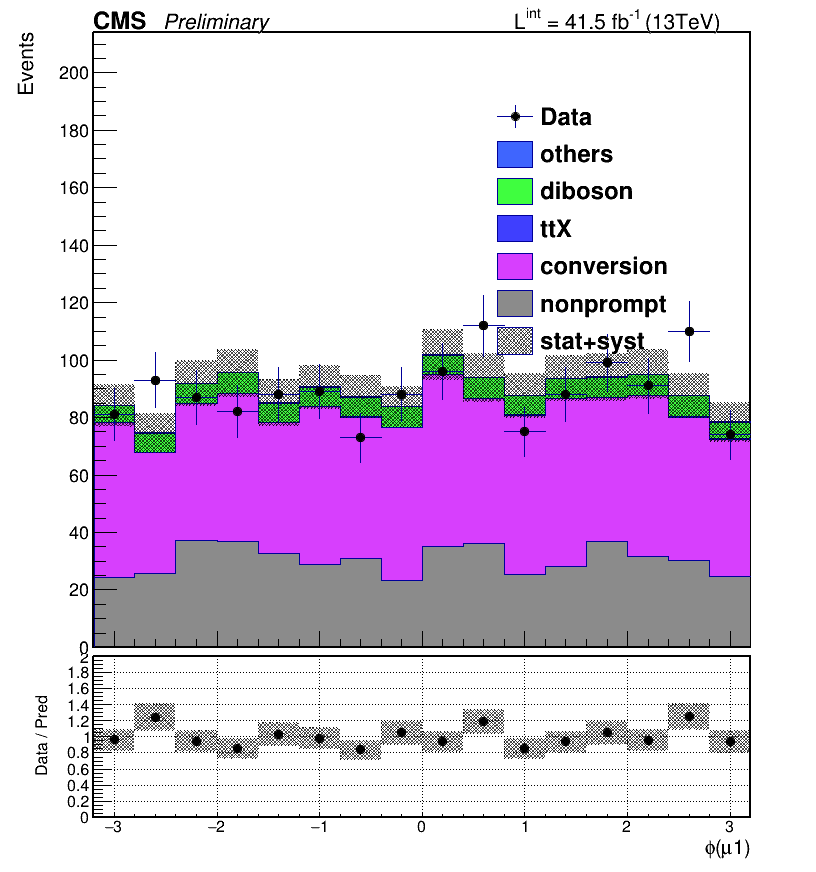 CMS Preliminary L^int = 41.5 fb^-1 (13TeV)
Events
200
180
160
140
120
100
80
60
40
20
0
Data
others
diboson
ttX
conversion
nonprompt
stat+syst
Data / Pred
2
1.8
1.6
1.4
1.2
1
0.8
0.6
0.4
0.2
0
−3 −2 −1 0 1 2 3
ϕ(μ1)